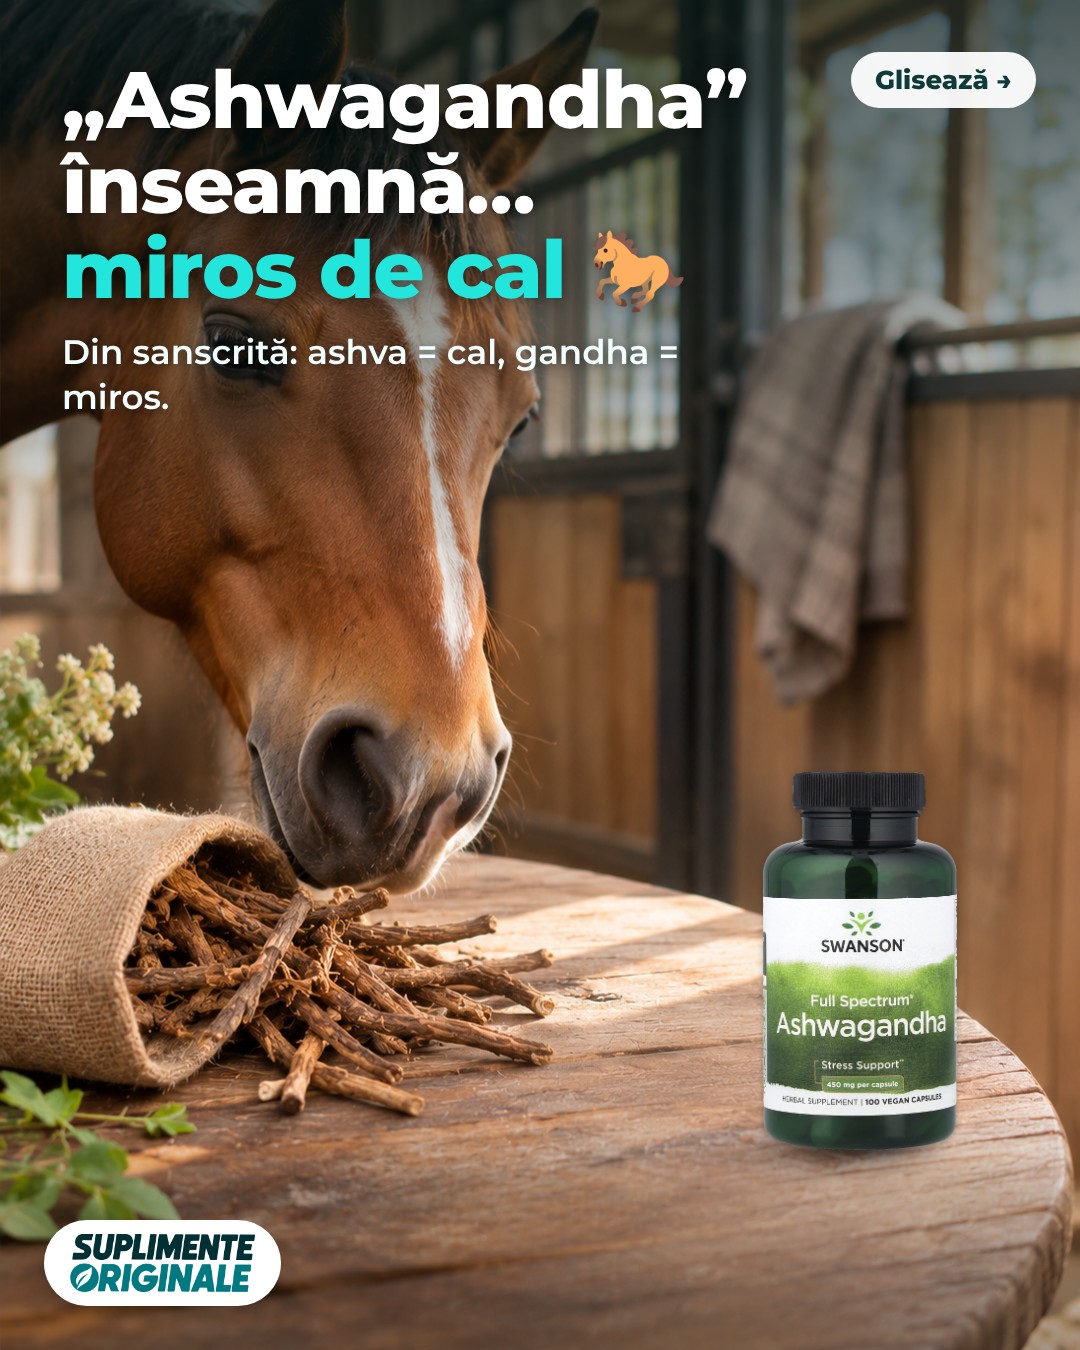 „Ashwagandha”
Glisează →
înseamnă...
miros de cal 🐎
Din sanscrită: ashva = cal, gandha =
miros.
SWANSON
Full Spectrum®
Ashwagandha
Stress Support™
450 mg per capsule
HERBAL SUPPLEMENT | 100 VEGAN CAPSULES
SUPLIMENTE
ORIGINALE